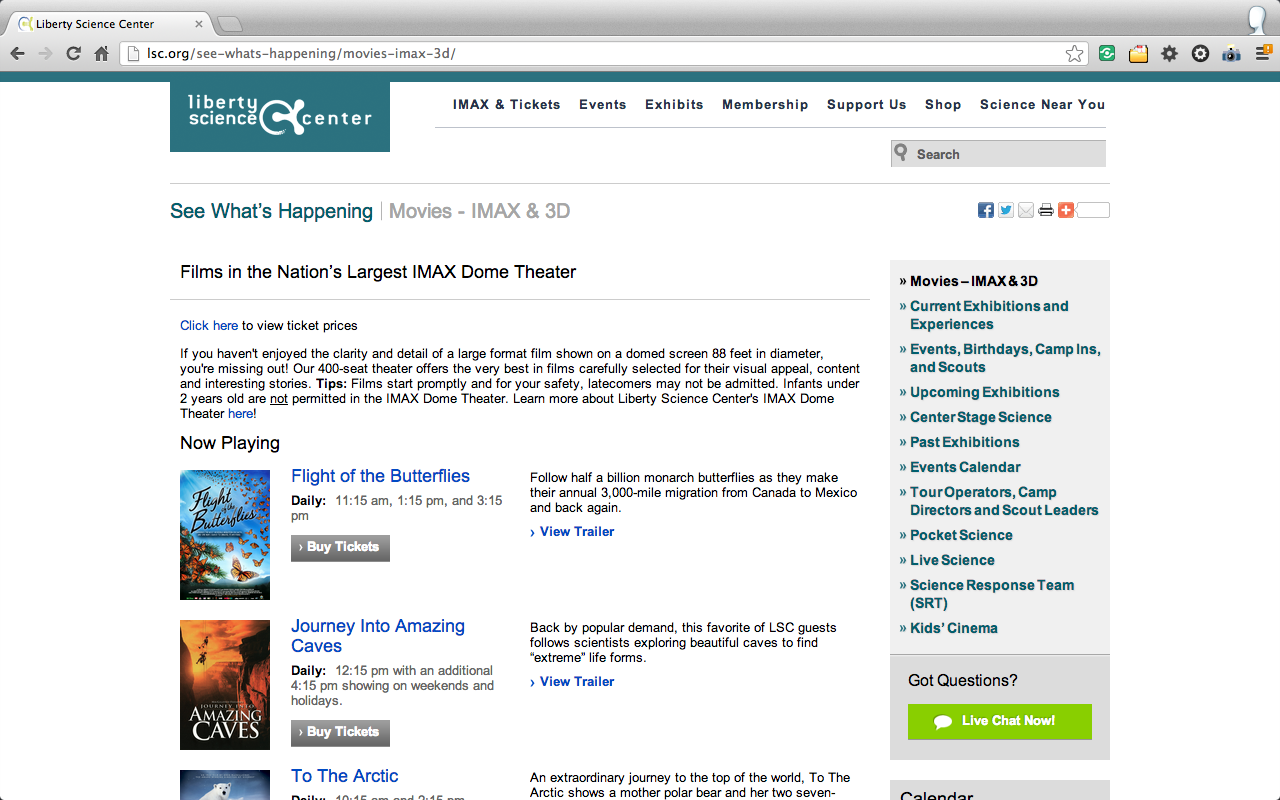 Liberty Science Center
lsc.org/see-whats-happening/movies-imax-3d/
liberty
science center
IMAX & Tickets Events Exhibits Membership Support Us Shop Science Near You
Search
See What's Happening | Movies - IMAX & 3D
Films in the Nation's Largest IMAX Dome Theater
Click here to view ticket prices
If you haven't enjoyed the clarity and detail of a large format film shown on a domed screen 88 feet in diameter,
you're missing out! Our 400-seat theater offers the very best in films carefully selected for their visual appeal, content
and interesting stories. Tips: Films start promptly and for your safety, latecomers may not be admitted. Infants under
2 years old are not permitted in the IMAX Dome Theater. Learn more about Liberty Science Center's IMAX Dome
Theater here!
Now Playing
Flight of the Butterflies
Flight of the Butterflies
Daily: 11:15 am, 1:15 pm, and 3:15
pm
› Buy Tickets
Follow half a billion monarch butterflies as they make
their annual 3,000-mile migration from Canada to Mexico
and back again.
› View Trailer
JOURNEY INTO
AMAZING
CAVES
Journey Into Amazing
Caves
Daily: 12:15 pm with an additional
4:15 pm showing on weekends and
holidays.
› Buy Tickets
Back by popular demand, this favorite of LSC guests
follows scientists exploring beautiful caves to find
“extreme” life forms.
› View Trailer
To The Arctic
Daily: 10:15 am and 2:15 pm
An extraordinary journey to the top of the world, To The
Arctic shows a mother polar bear and her two seven-
» Movies – IMAX & 3D
» Current Exhibitions and
Experiences
» Events, Birthdays, Camp Ins,
and Scouts
» Upcoming Exhibitions
» Center Stage Science
» Past Exhibitions
» Events Calendar
» Tour Operators, Camp
Directors and Scout Leaders
» Pocket Science
» Live Science
» Science Response Team
(SRT)
» Kids' Cinema
Got Questions?
Live Chat Now!
Calendar